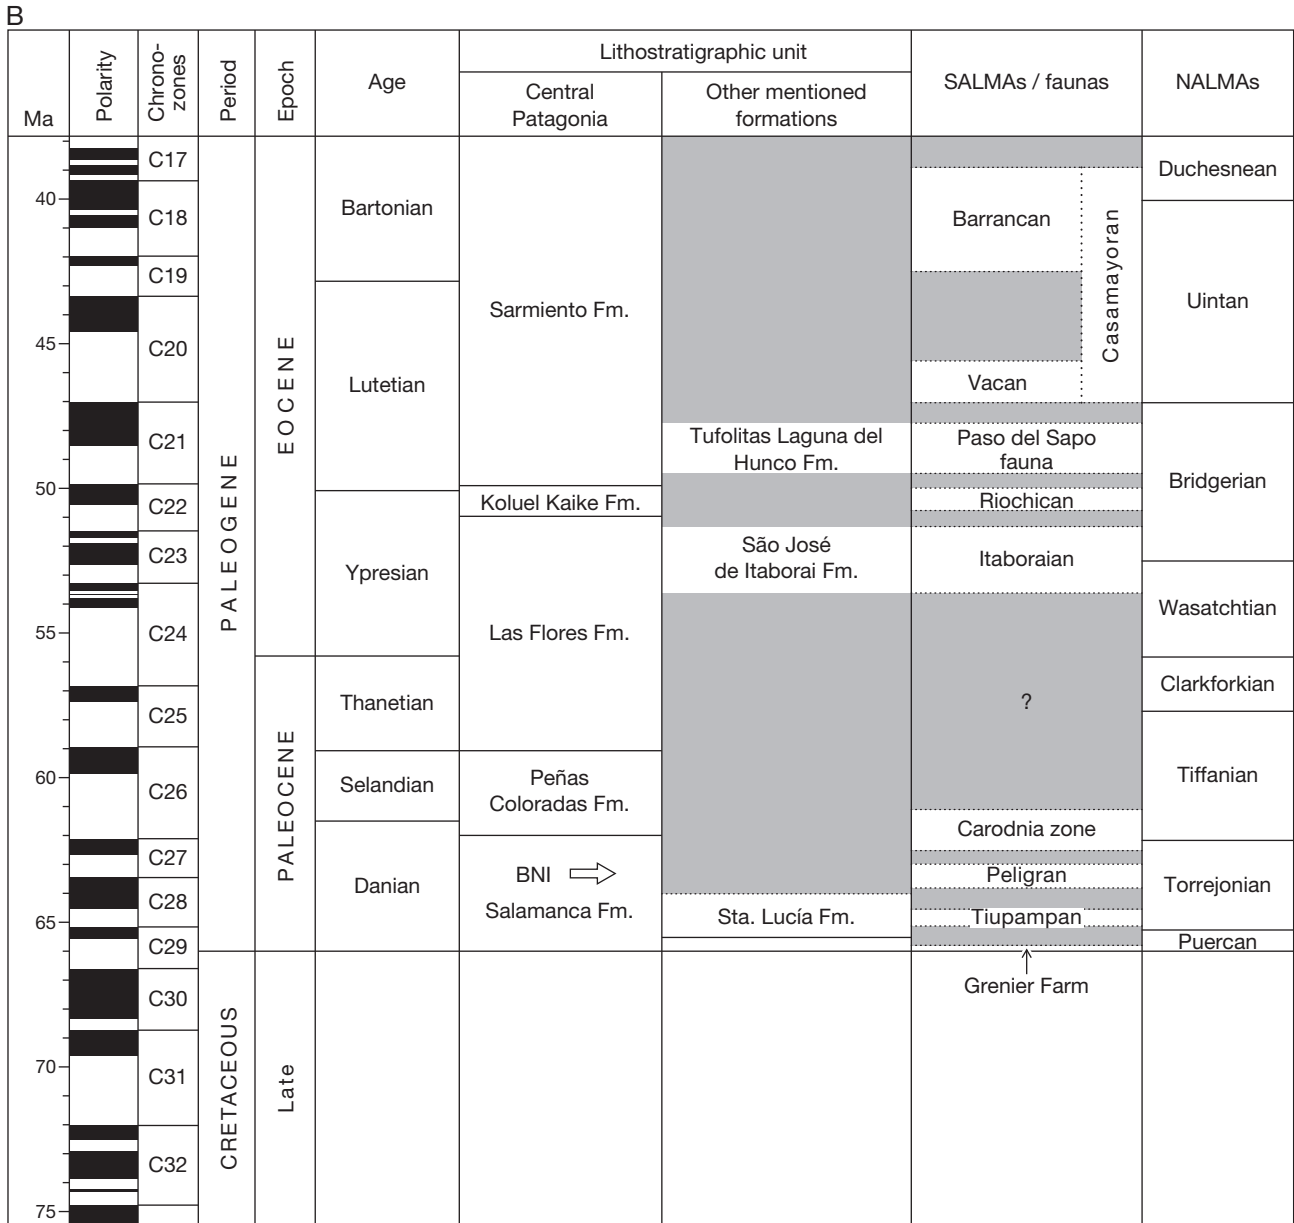 B
Ma
Polarity
Chrono-
zones
Period
Epoch
Age
Lithostratigraphic unit
Central
Patagonia
Other mentioned
formations
SALMAs / faunas
NALMAs
40
45
50
55
60
65
70
75
C17
C18
C19
C20
C21
C22
C23
C24
C25
C26
C27
C28
C29
C30
C31
C32
PALEOGENE
CRETACEOUS
EOCENE
PALEOCENE
Late
Bartonian
Lutetian
Ypresian
Thanetian
Selandian
Danian
Sarmiento Fm.
Koluel Kaike Fm.
Las Flores Fm.
Peñas
Coloradas Fm.
BNI
Salamanca Fm.
Tufolitas Laguna del
Hunco Fm.
São José
de Itaborai Fm.
Sta. Lucía Fm.
Barrancan
Casamayoran
Vacan
Paso del Sapo
fauna
Riochican
Itaboraian
?
Carodnia zone
Peligran
Tiupampan
Grenier Farm
Duchesnean
Uintan
Bridgerian
Wasatchtian
Clarkforkian
Tiffanian
Torrejonian
Puercan